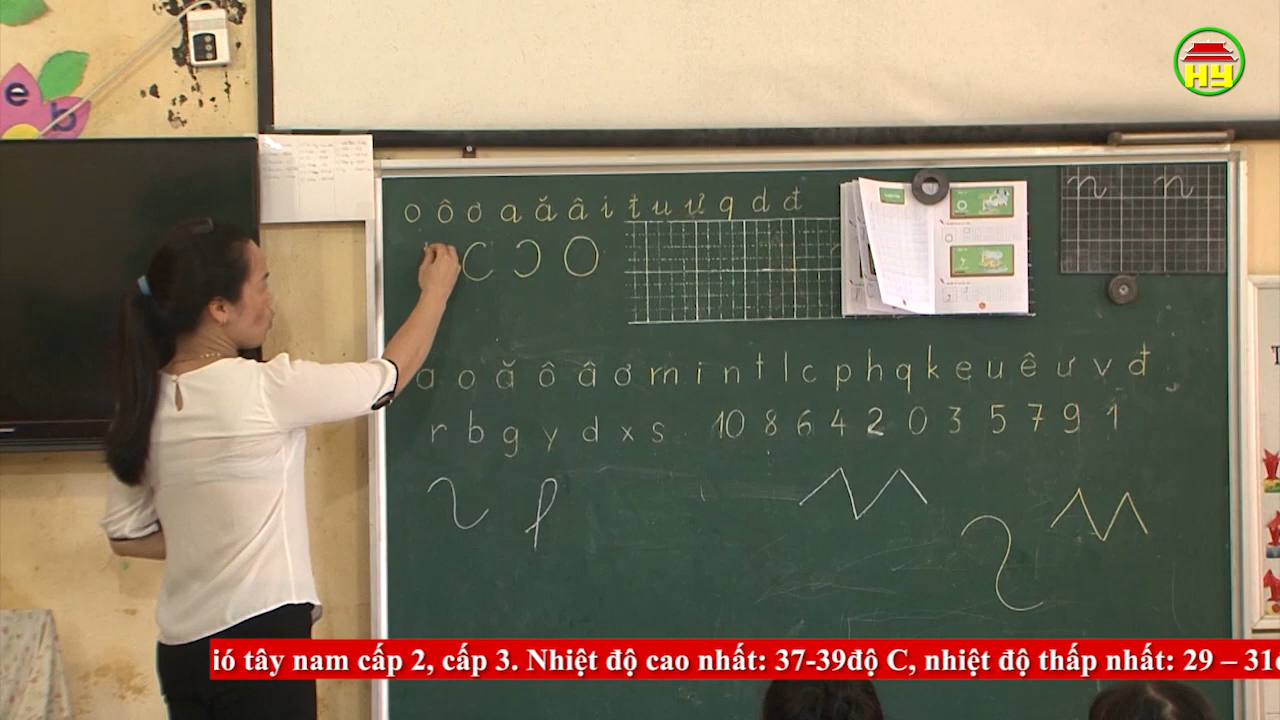 HY
e b
o ô ơ a ă â i t u ư q d đ
C Ɔ O
n n
a o ă ô â ơ m i n t l c p h q k e u ê ư v đ
r b g y d x s 10 8 6 4 2 0 3 5 7 9 1
ió tây nam cấp 2, cấp 3. Nhiệt độ cao nhất: 37-39độ C, nhiệt độ thấp nhất: 29 – 31